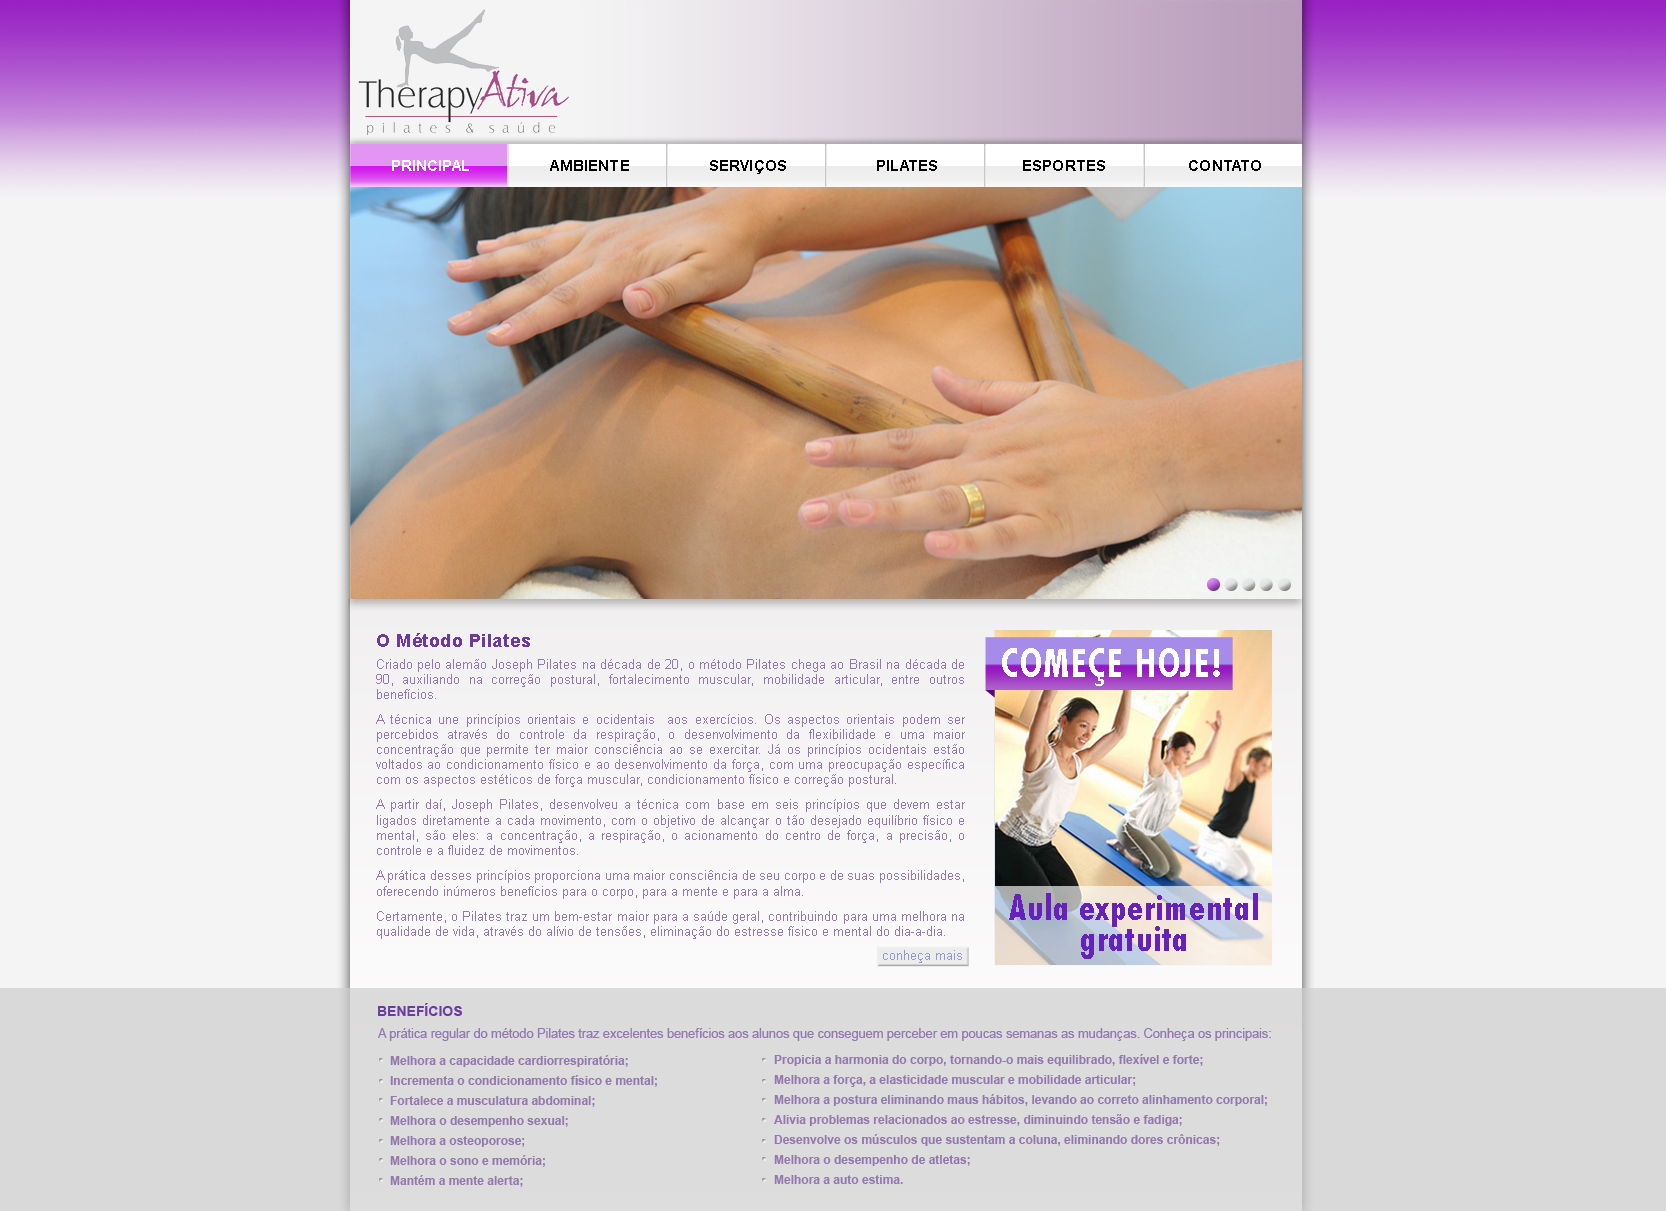 TherapyAtiva
pilates & saúde
PRINCIPAL
AMBIENTE
SERVIÇOS
PILATES
ESPORTES
CONTATO
O Método Pilates
Criado pelo alemão Joseph Pilates na década de 20, o método Pilates chega ao Brasil na década de
90, auxiliando na correção postural, fortalecimento muscular, mobilidade articular, entre outros
benefícios.
A técnica une princípios orientais e ocidentais aos exercícios. Os aspectos orientais podem ser
percebidos através do controle da respiração, o desenvolvimento da flexibilidade e uma maior
concentração que permite ter maior consciência ao se exercitar. Já os princípios ocidentais estão
voltados ao condicionamento físico e ao desenvolvimento da força, com uma preocupação específica
com os aspectos estéticos de força muscular, condicionamento físico e correção postural.
A partir daí, Joseph Pilates, desenvolveu a técnica com base em seis princípios que devem estar
ligados diretamente a cada movimento, com o objetivo de alcançar o tão desejado equilíbrio físico e
mental, são eles: a concentração, a respiração, o acionamento do centro de força, a precisão, o
controle e a fluidez de movimentos.
A prática desses princípios proporciona uma maior consciência de seu corpo e de suas possibilidades,
oferecendo inúmeros benefícios para o corpo, para a mente e para a alma.
Certamente, o Pilates traz um bem-estar maior para a saúde geral, contribuindo para uma melhora na
qualidade de vida, através do alívio de tensões, eliminação do estresse físico e mental do dia-a-dia.
conheça mais
COMEÇE HOJE!
Aula experimental
gratuita
BENEFÍCIOS
A prática regular do método Pilates traz excelentes benefícios aos alunos que conseguem perceber em poucas semanas as mudanças. Conheça os principais:
Melhora a capacidade cardiorrespiratória;
Incrementa o condicionamento físico e mental;
Fortalece a musculatura abdominal;
Melhora o desempenho sexual;
Melhora a osteoporose;
Melhora o sono e memória;
Mantém a mente alerta;
Propicia a harmonia do corpo, tornando-o mais equilibrado, flexível e forte;
Melhora a força, a elasticidade muscular e mobilidade articular;
Melhora a postura eliminando maus hábitos, levando ao correto alinhamento corporal;
Alivia problemas relacionados ao estresse, diminuindo tensão e fadiga;
Desenvolve os músculos que sustentam a coluna, eliminando dores crônicas;
Melhora o desempenho de atletas;
Melhora a auto estima.